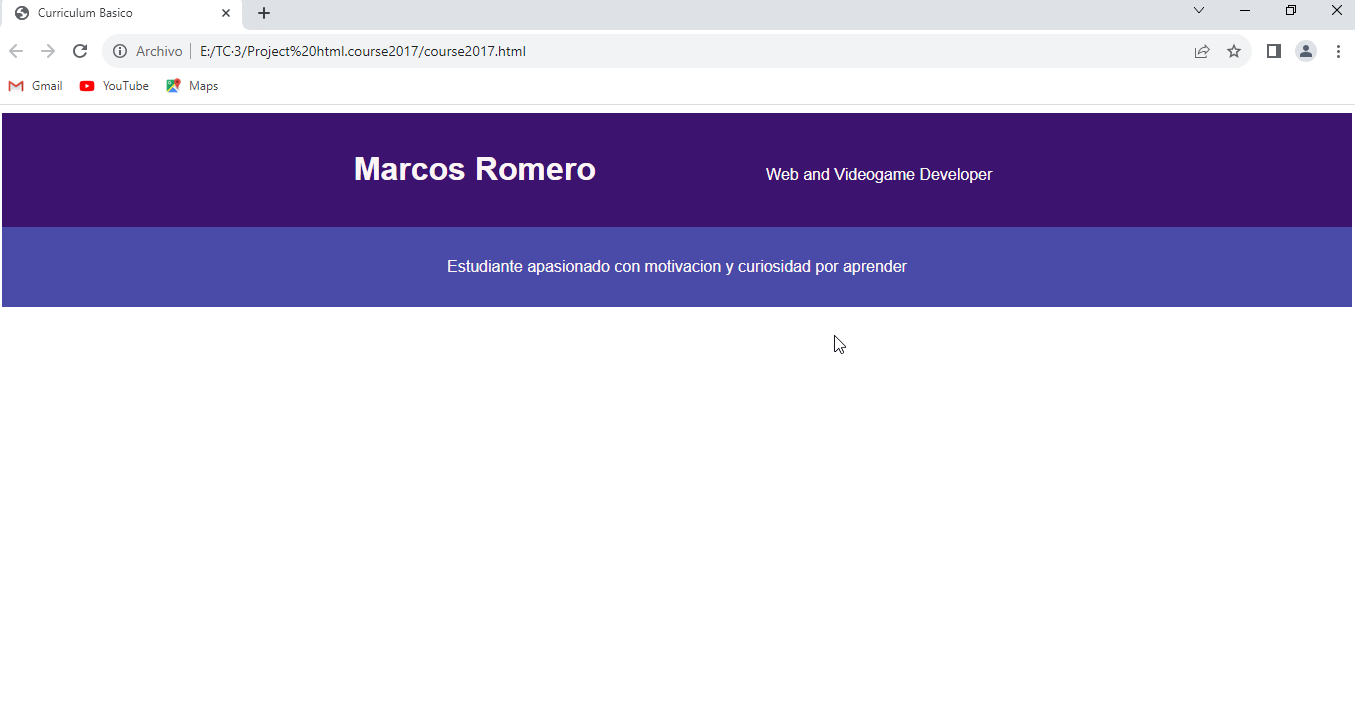 Curriculum Basico
Archivo E:/TC·3/Project%20html.course2017/course2017.html
Gmail YouTube Maps
Marcos Romero Web and Videogame Developer
Estudiante apasionado con motivacion y curiosidad por aprender